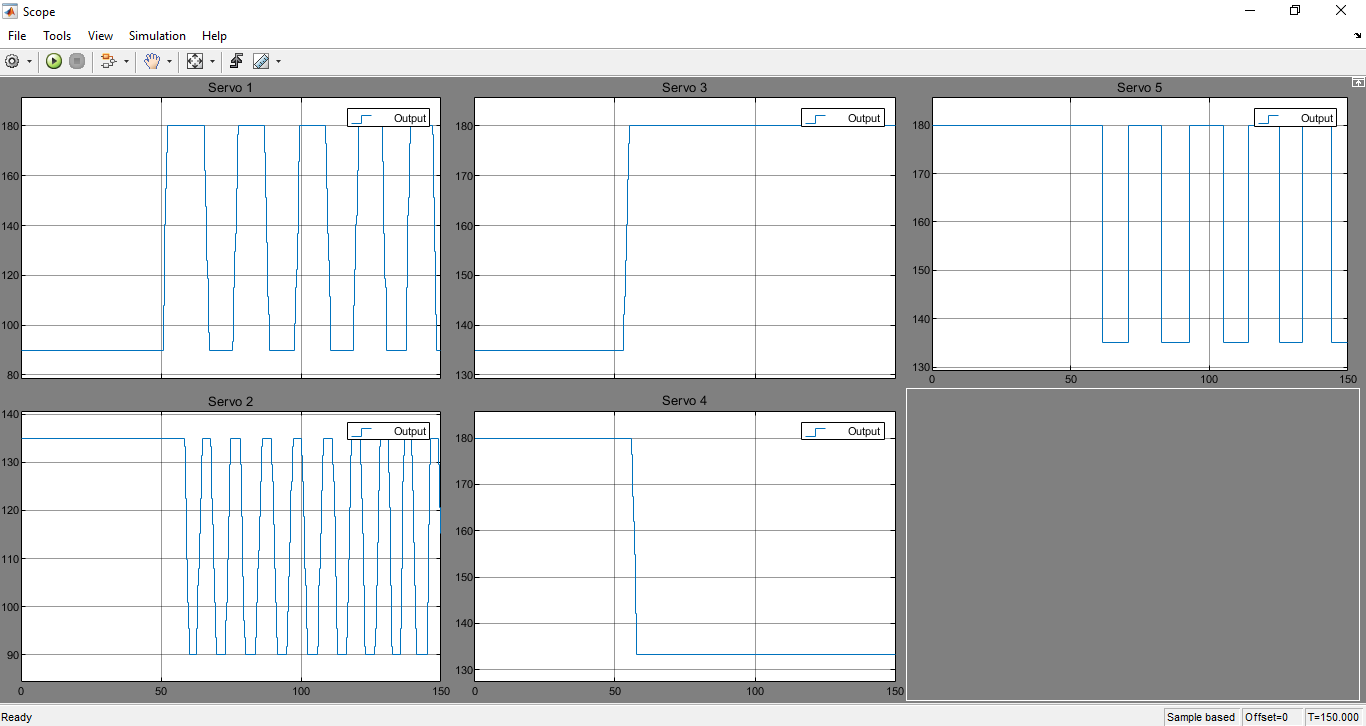 Scope
File Tools View Simulation Help
Servo 1
Output
180
160
140
120
100
80
Servo 3
Output
180
170
160
150
140
130
Servo 5
Output
180
170
160
150
140
130
0 50 100 150
Servo 2
Output
140
130
120
110
100
90
0 50 100 150
Servo 4
Output
180
170
160
150
140
130
0 50 100 150
Ready Sample based Offset=0 T=150.000